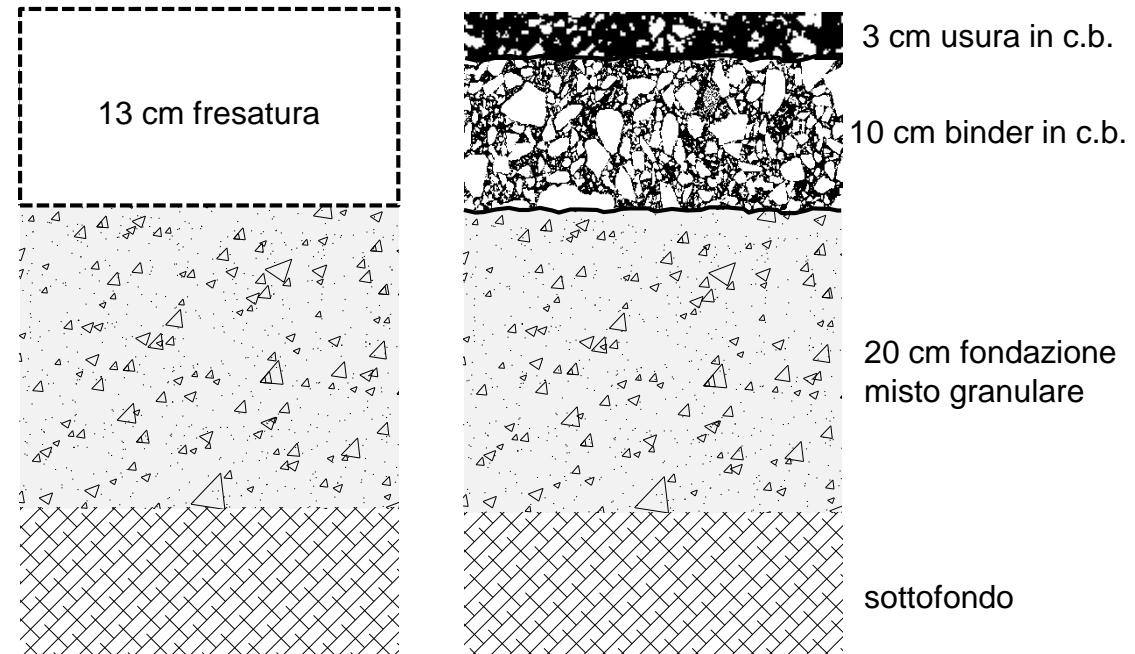 13 cm fresatura
3 cm usura in c.b.
10 cm binder in c.b.
20 cm fondazione
misto granulare
sottofondo